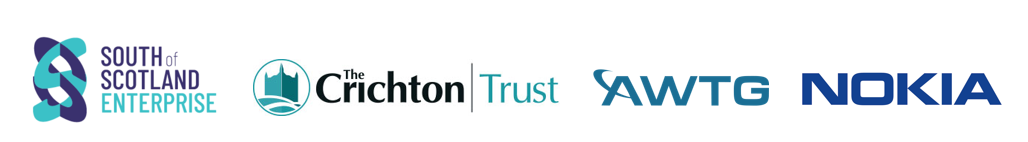 SOUTH of
SCOTLAND
ENTERPRISE
The
Crichton Trust
AWTG
NOKIA